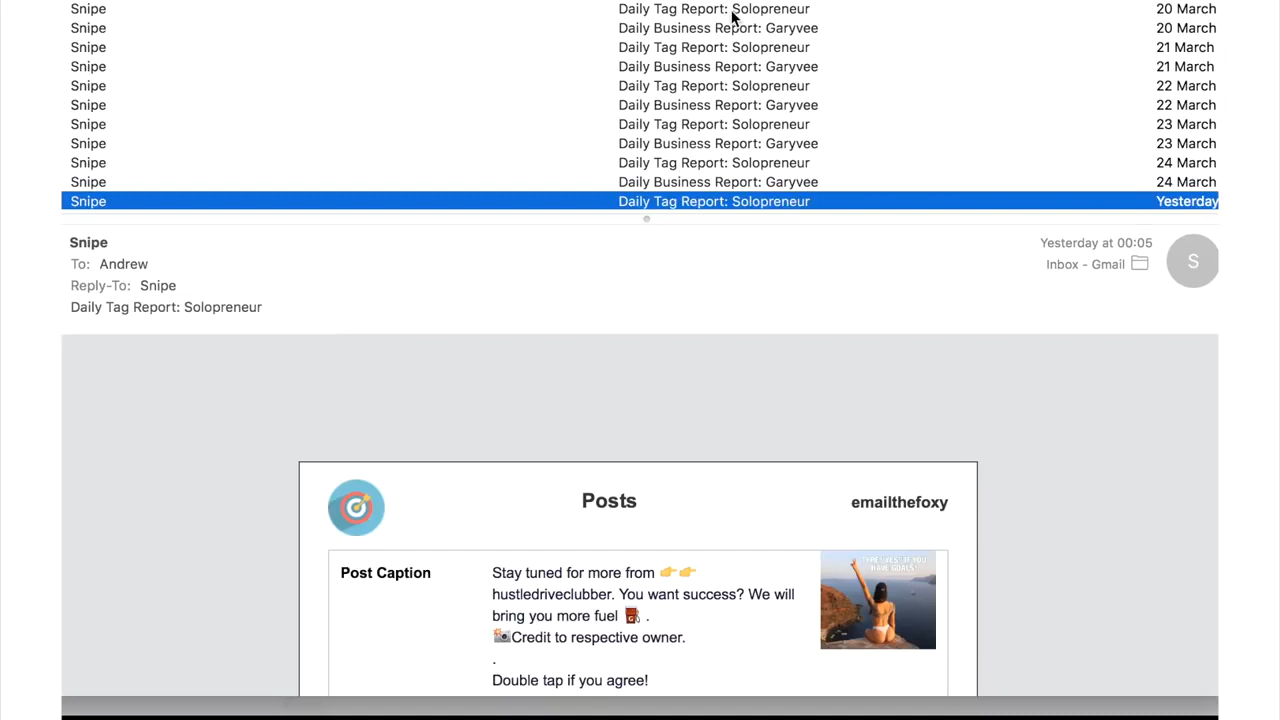 Snipe Daily Tag Report: Solopreneur 20 March
Snipe Daily Business Report: Garyvee 20 March
Snipe Daily Tag Report: Solopreneur 21 March
Snipe Daily Business Report: Garyvee 21 March
Snipe Daily Tag Report: Solopreneur 22 March
Snipe Daily Business Report: Garyvee 22 March
Snipe Daily Tag Report: Solopreneur 23 March
Snipe Daily Business Report: Garyvee 23 March
Snipe Daily Tag Report: Solopreneur 24 March
Snipe Daily Business Report: Garyvee 24 March
Snipe Daily Tag Report: Solopreneur Yesterday
Snipe Yesterday at 00:05
To: Andrew Inbox - Gmail
S
Reply-To: Snipe
Daily Tag Report: Solopreneur
Posts emailthefoxy
Post Caption Stay tuned for more from 👉👉
hustledriveclubber. You want success? We will
bring you more fuel ⛽ .
📸Credit to respective owner.
.
Double tap if you agree!
IF YOU
HAVE GOALS